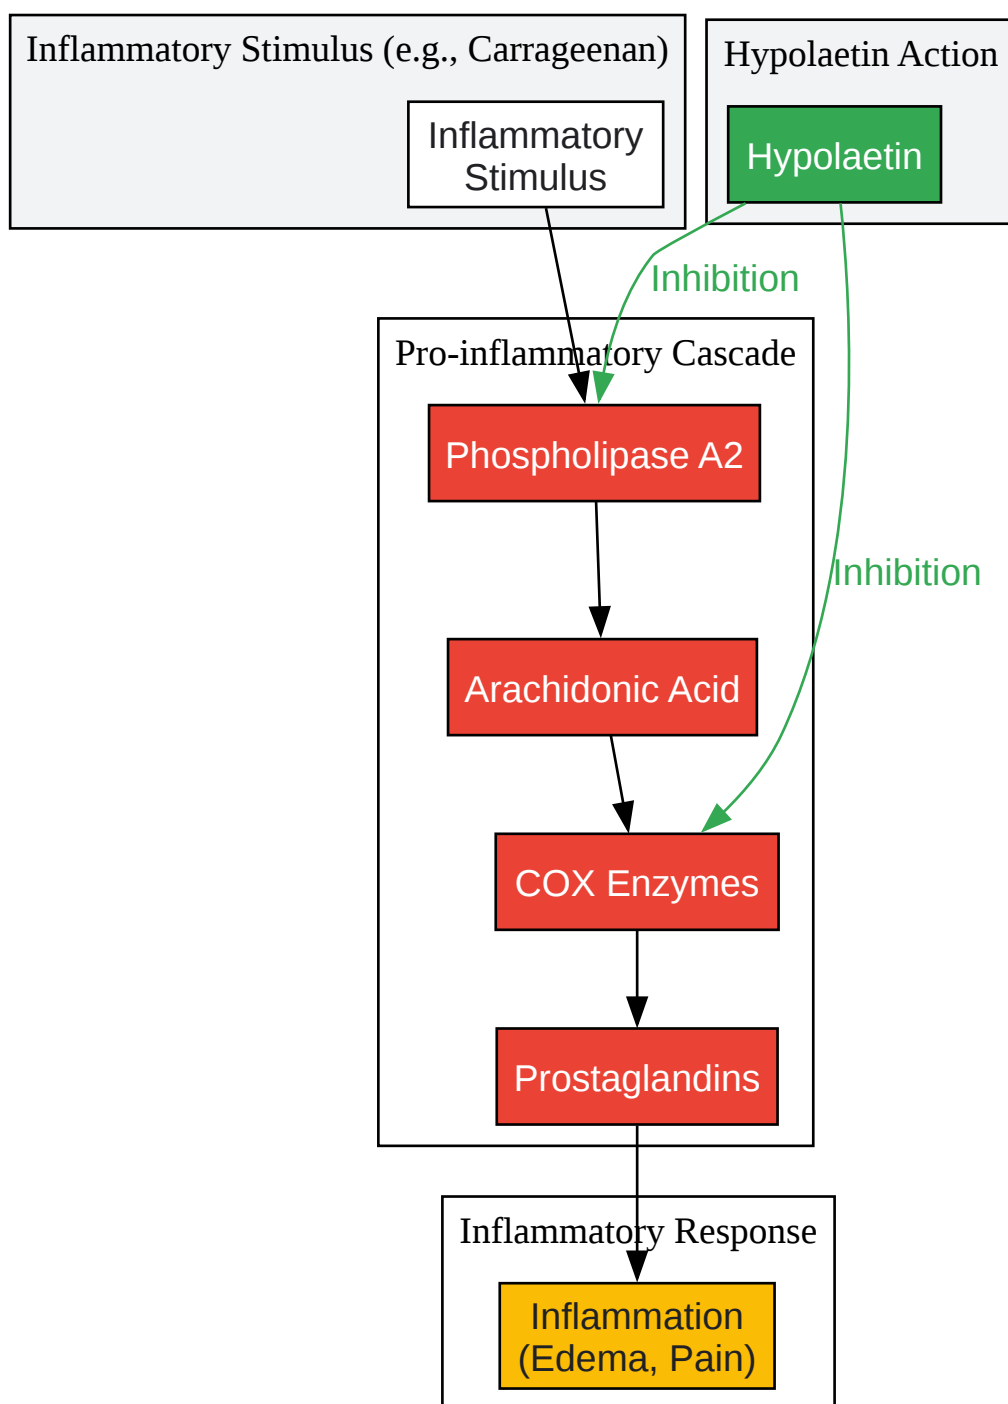 Inflammatory Stimulus (e.g., Carrageenan)
Hypolaetin Action
Inflammatory
Stimulus
Hypolaetin
Inhibition
Pro-inflammatory Cascade
Phospholipase A2
Inhibition
Arachidonic Acid
COX Enzymes
Prostaglandins
Inflammatory Response
Inflammation
(Edema, Pain)